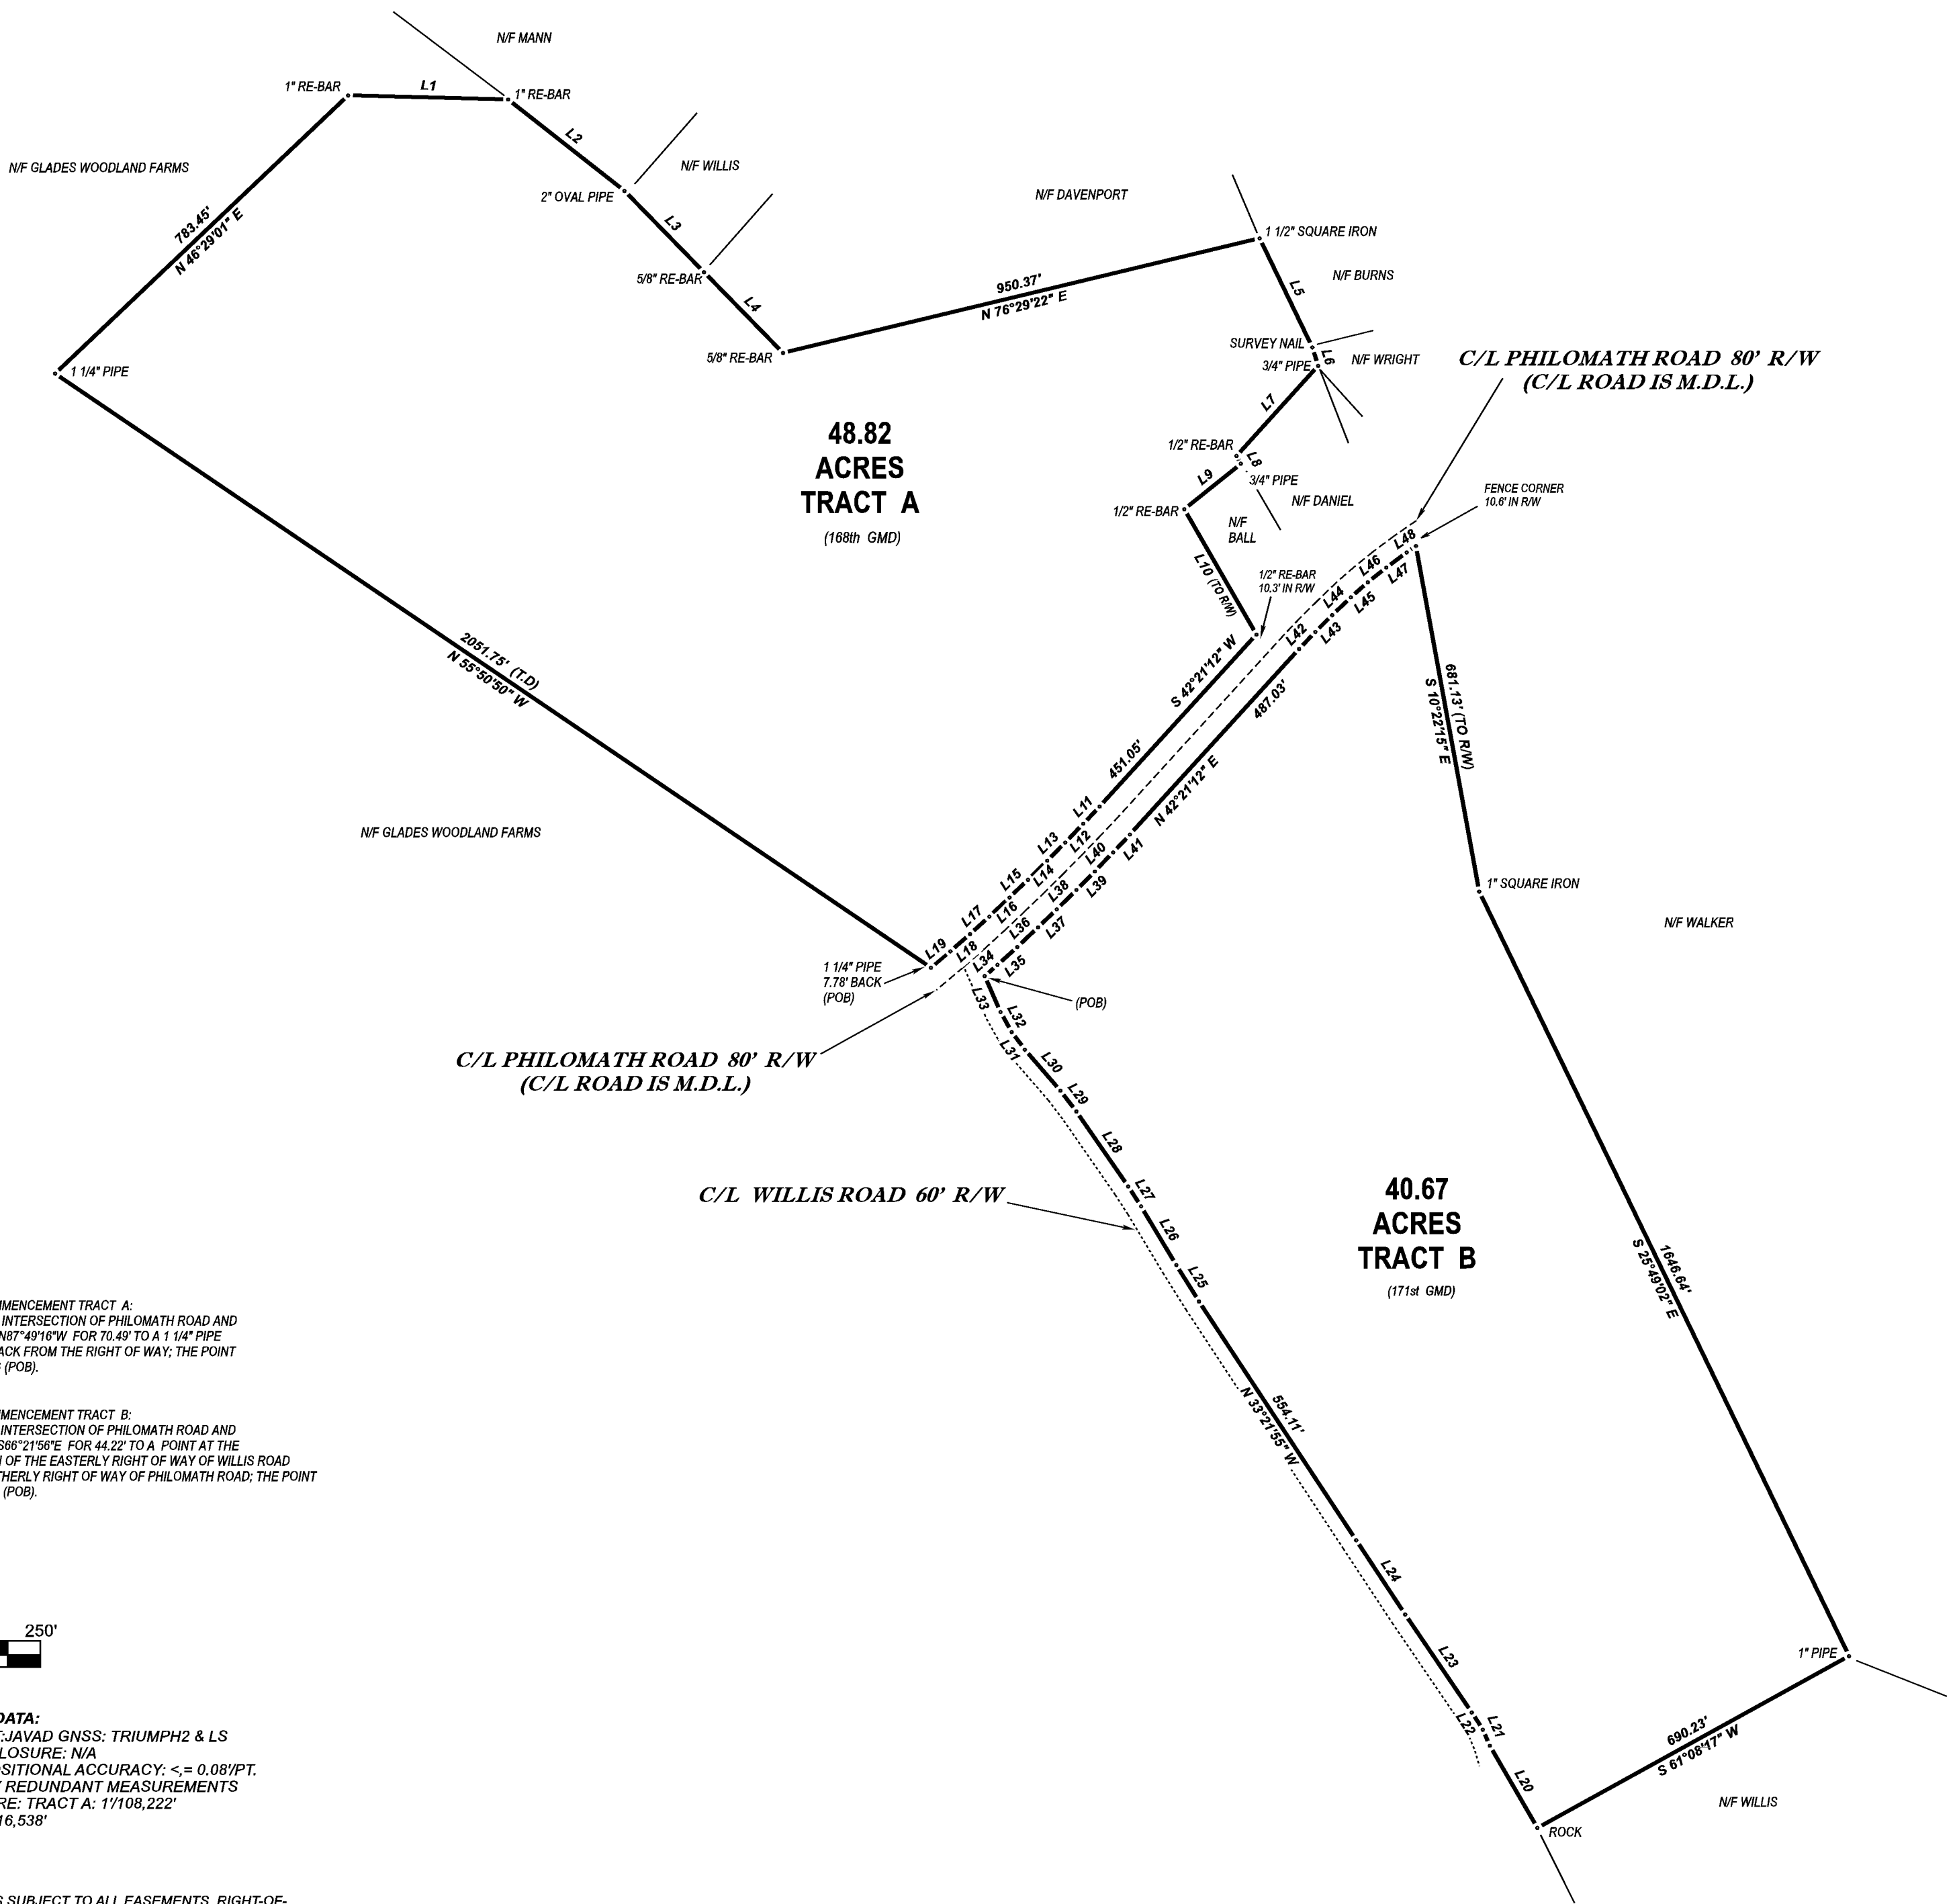 N/F MANN
1" RE-BAR
L1
1" RE-BAR
L2
N/F GLADES WOODLAND FARMS
N/F WILLIS
2" OVAL PIPE
N/F DAVENPORT
783.45'
N 46°29'01" E
L3
1 1/2" SQUARE IRON
5/8" RE-BAR
N/F BURNS
L5
950.37'
N 76°29'22" E
L4
SURVEY NAIL
L6
5/8" RE-BAR
3/4" PIPE
N/F WRIGHT
C/L PHILOMATH ROAD 80' R/W
(C/L ROAD IS M.D.L.)
1 1/4" PIPE
L7
48.82
ACRES
TRACT A
(168th GMD)
1/2" RE-BAR
L8
L9
3/4" PIPE
N/F DANIEL
FENCE CORNER
10.6' IN R/W
1/2" RE-BAR
N/F
BALL
L48
L46
L47
L10 (TO R/W)
1/2" RE-BAR
10.3' IN R/W
L44
L45
L42
L43
2051.75' (T.D)
N 55°50'50" W
S 42°21'12" W
451.05'
487.03'
N 42°21'12" E
681.13' (TO R/W)
S 10°22'15" E
N/F GLADES WOODLAND FARMS
L11
L12
L13
L14
L15
L16
L17
L18
L19
L41
L40
L39
L38
L37
L36
L35
L34
1" SQUARE IRON
N/F WALKER
1 1/4" PIPE
7.78' BACK
(POB)
(POB)
L33
L32
L31
L30
L29
C/L PHILOMATH ROAD 80' R/W
(C/L ROAD IS M.D.L.)
L28
L27
C/L WILLIS ROAD 60' R/W
L26
L25
40.67
ACRES
TRACT B
(171st GMD)
1646.64'
S 25°49'02" E
MMENCEMENT TRACT A:
INTERSECTION OF PHILOMATH ROAD AND
N87°49'16"W FOR 70.49' TO A 1 1/4" PIPE
ACK FROM THE RIGHT OF WAY; THE POINT
(POB).
MMENCEMENT TRACT B:
INTERSECTION OF PHILOMATH ROAD AND
S66°21'56"E FOR 44.22' TO A POINT AT THE
OF THE EASTERLY RIGHT OF WAY OF WILLIS ROAD
THERLY RIGHT OF WAY OF PHILOMATH ROAD; THE POINT
(POB).
554.11'
N 33°21'55" W
L24
L23
250'
1" PIPE
L22
L21
L20
690.23'
S 61°08'17" W
DATA:
T:JAVAD GNSS: TRIUMPH2 & LS
LOSURE: N/A
OSITIONAL ACCURACY: <,= 0.08'/PT.
Y REDUNDANT MEASUREMENTS
RE: TRACT A: 1'/108,222'
16,538'
N/F WILLIS
ROCK
S SUBJECT TO ALL EASEMENTS, RIGHT-OF-